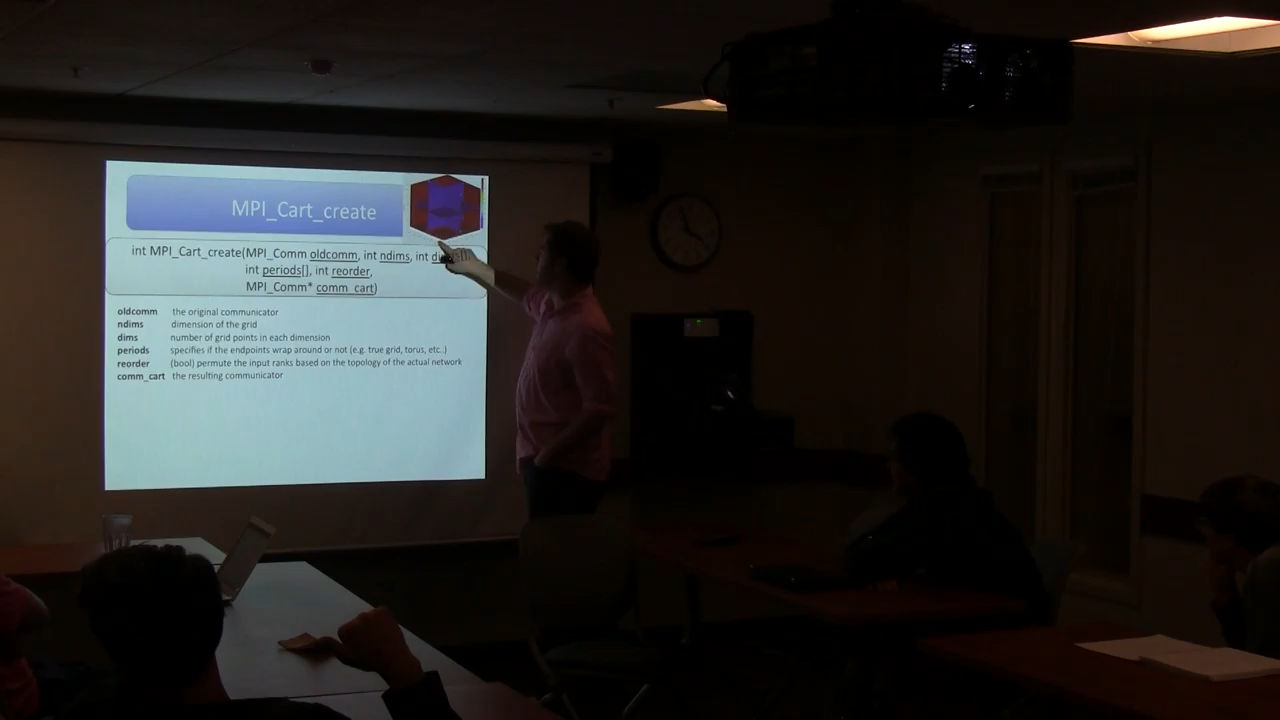 MPI_Cart_create
int MPI_Cart_create(MPI_Comm oldcomm, int ndims, int
int periods[], int reorder,
MPI_Comm* comm_cart)
oldcomm the original communicator
ndims dimension of the grid
dims number of grid points in each dimension
periods specifies if the endpoints wrap around or not (e.g. true grid, torus, etc..)
reorder (bool) permute the input ranks based on the topology of the actual network
comm_cart the resulting communicator